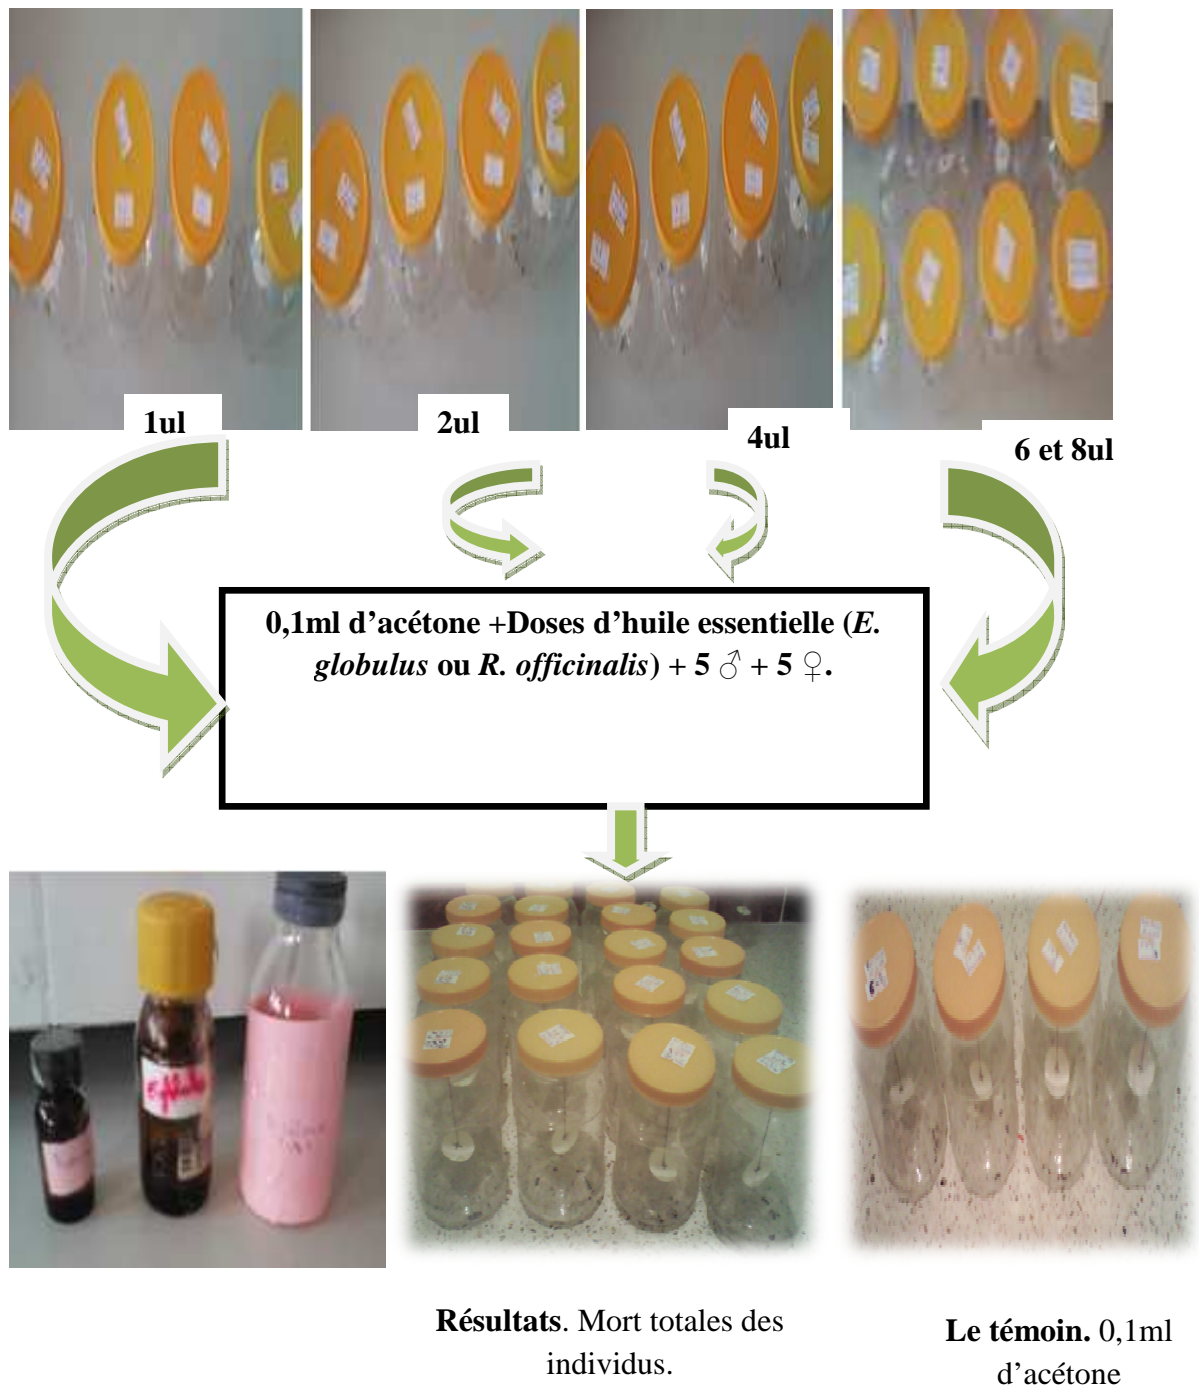 1ul
2ul
4ul
6 et 8ul
0,1ml d’acétone +Doses d’huile essentielle (E.
globulus ou R. officinalis) + 5 ♂ + 5 ♀.
Résultats. Mort totales des
individus.
Le témoin. 0,1ml
d’acétone